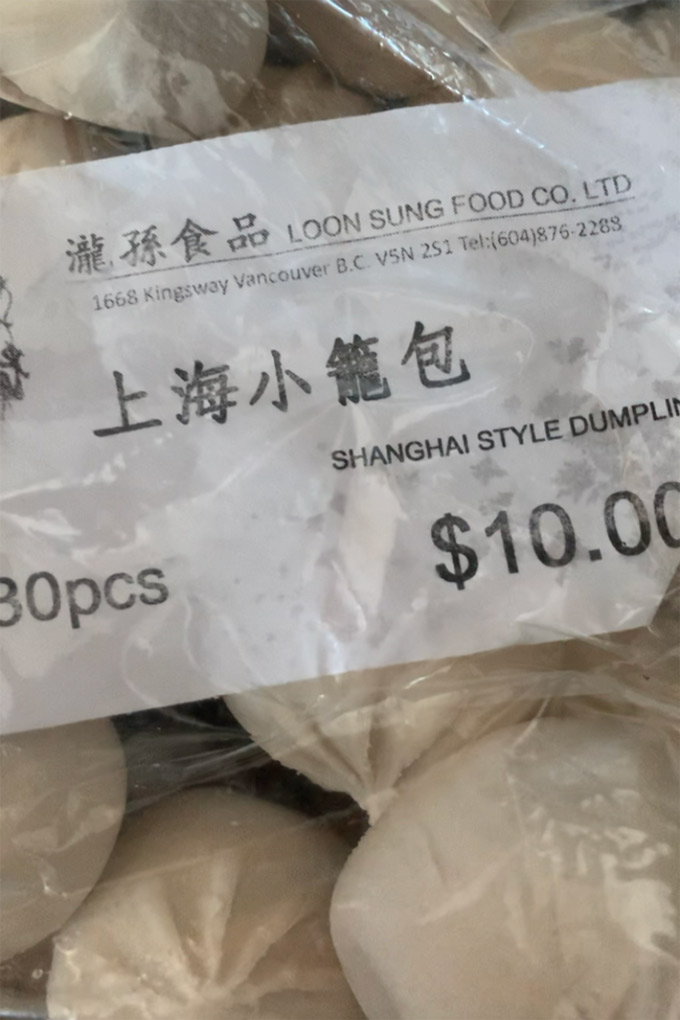 瀧孫食品 LOON SUNG FOOD CO. LTD
1668 Kingsway Vancouver B.C. V5N 2S1 Tel:(604)876-2288
上海小籠包
SHANGHAI STYLE DUMPLIN
$10.00
30pcs